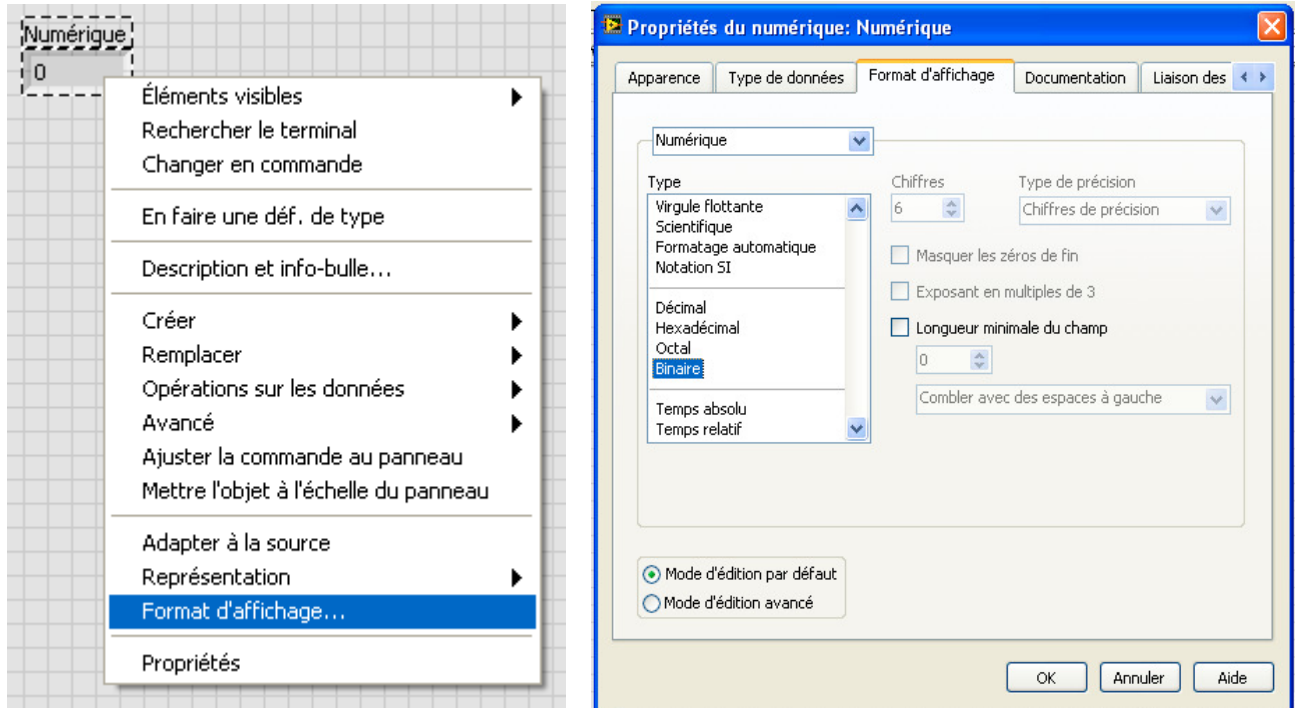 Numérique
0
Éléments visibles
Rechercher le terminal
Changer en commande
En faire une déf. de type
Description et info-bulle...
Créer
Remplacer
Opérations sur les données
Avancé
Ajuster la commande au panneau
Mettre l'objet à l'échelle du panneau
Adapter à la source
Représentation
Format d'affichage...
Propriétés
Propriétés du numérique: Numérique
Apparence Type de données Format d'affichage Documentation Liaison des
Numérique
Type Chiffres Type de précision
Virgule flottante
6 Chiffres de précision
Scientifique
Formatage automatique
Masquer les zéros de fin
Notation SI
Exposant en multiples de 3
Décimal
Hexadécimal
Longueur minimale du champ
Octal
0
Binaire
Combler avec des espaces à gauche
Temps absolu
Temps relatif
Mode d'édition par défaut
Mode d'édition avancé
OK Annuler Aide